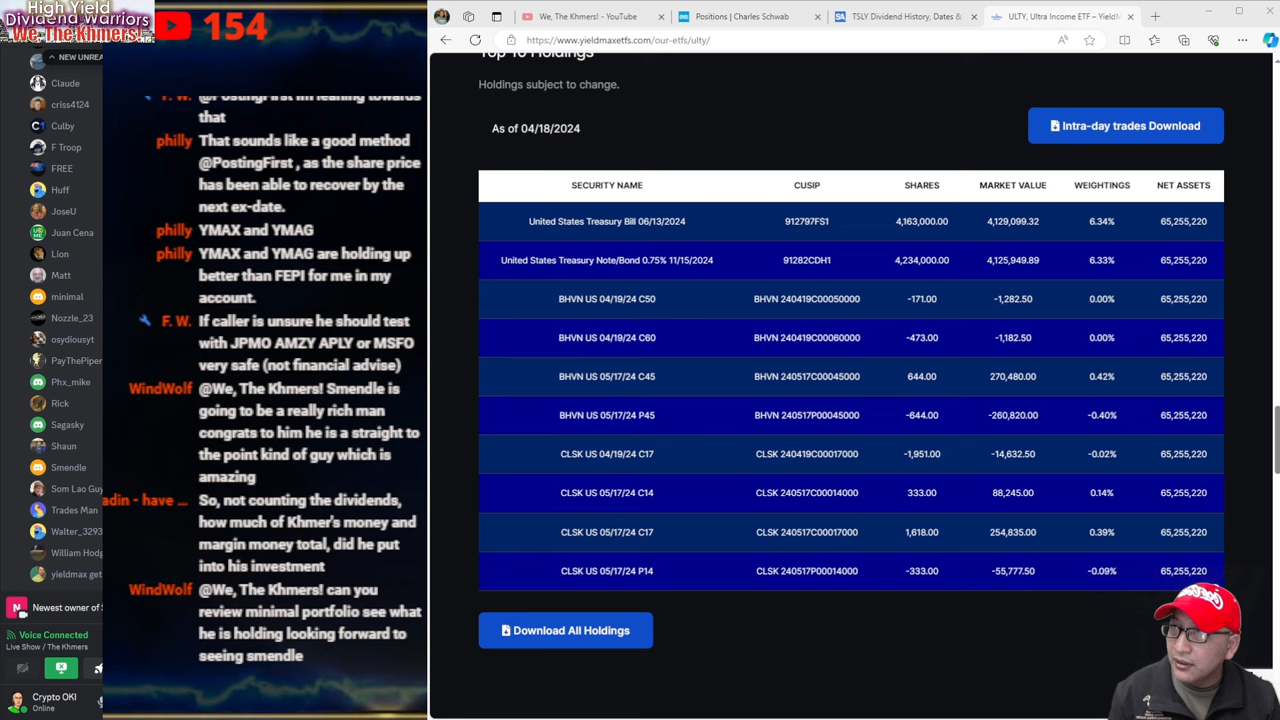 High Yield
Dividend Warriors
We, The Khmers!
154
NEW UNREA
Claude
criss4124
Culby
F Troop
FREE
Huff
JoseU
Juan Cena
Lion
Matt
minimal
Nozzle_23
osydiousyt
PayThePiper
Phx_mike
Rick
Sagasky
Shaun
Smendle
Som Lao Guy
Trades Man
Walter_3293
William Hodg
yieldmax get
Newest owner of S
Voice Connected
Live Show / The Khmers
Crypto OKI
Online
F. W. @PostingFirst Im leaning towards
that
philly That sounds like a good method
@PostingFirst , as the share price
has been able to recover by the
next ex-date.
philly YMAX and YMAG
philly YMAX and YMAG are holding up
better than FEPI for me in my
account.
F. W. If caller is unsure he should test
with JPMO AMZY APLY or MSFO
very safe (not financial advise)
WindWolf @We, The Khmers! Smendle is
going to be a really rich man
congrats to him he is a straight to
the point kind of guy which is
amazing
adin - have ... So, not counting the dividends,
how much of Khmer's money and
margin money total, did he put
into his investment
WindWolf @We, The Khmers! can you
review minimal portfolio see what
he is holding looking forward to
seeing smendle
We, The Khmers! - YouTube
Positions | Charles Schwab
TSLY Dividend History, Dates &
ULTY, Ultra Income ETF – YieldM
https://www.yieldmaxetfs.com/our-etfs/ulty/
Top 10 Holdings
Holdings subject to change.
As of 04/18/2024
Intra-day trades Download
SECURITY NAME CUSIP SHARES MARKET VALUE WEIGHTINGS NET ASSETS
United States Treasury Bill 06/13/2024 912797FS1 4,163,000.00 4,129,099.32 6.34% 65,255,220
United States Treasury Note/Bond 0.75% 11/15/2024 91282CDH1 4,234,000.00 4,125,949.89 6.33% 65,255,220
BHVN US 04/19/24 C50 BHVN 240419C00050000 -171.00 -1,282.50 0.00% 65,255,220
BHVN US 04/19/24 C60 BHVN 240419C00060000 -473.00 -1,182.50 0.00% 65,255,220
BHVN US 05/17/24 C45 BHVN 240517C00045000 644.00 270,480.00 0.42% 65,255,220
BHVN US 05/17/24 P45 BHVN 240517P00045000 -644.00 -260,820.00 -0.40% 65,255,220
CLSK US 04/19/24 C17 CLSK 240419C00017000 -1,951.00 -14,632.50 -0.02% 65,255,220
CLSK US 05/17/24 C14 CLSK 240517C00014000 333.00 88,245.00 0.14% 65,255,220
CLSK US 05/17/24 C17 CLSK 240517C00017000 1,618.00 254,835.00 0.39% 65,255,220
CLSK US 05/17/24 P14 CLSK 240517P00014000 -333.00 -55,777.50 -0.09% 65,255,220
Download All Holdings